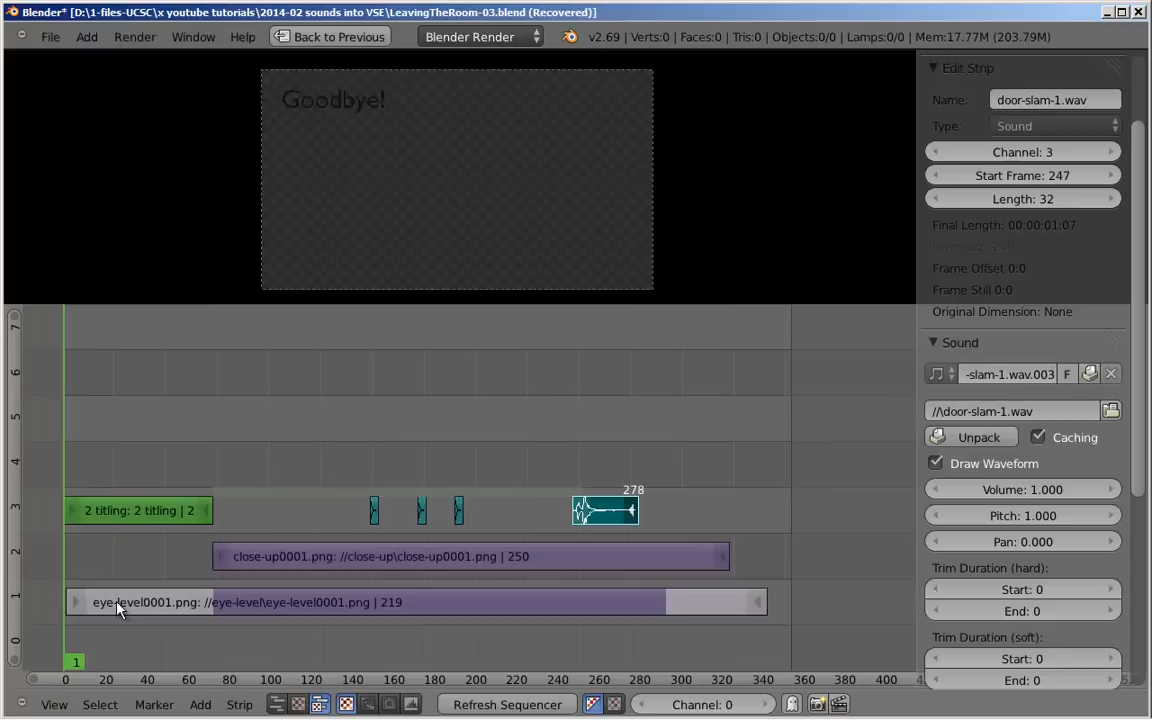 Blender* [D:\1-files-UCSC\x youtube tutorials\2014-02 sounds into VSE\LeavingTheRoom-03.blend (Recovered)]
File Add Render Window Help Back to Previous Blender Render v2.69 | Verts:0 | Faces:0 | Tris:0 | Objects:0/0 | Lamps:0/0 | Mem:17.77M (203.79M)
Goodbye!
Edit Strip
Name: door-slam-1.wav
Type: Sound
Channel: 3
Start Frame: 247
Length: 32
Final Length: 00:00:01:07
Frame Offset 0:0
Frame Still 0:0
Original Dimension: None
Sound
-slam-1.wav.003 F
//\door-slam-1.wav
Unpack Caching
Draw Waveform
Volume: 1.000
Pitch: 1.000
Pan: 0.000
Trim Duration (hard):
Start: 0
End: 0
Trim Duration (soft):
Start: 0
End: 0
7
6
5
4
3
2
1
0
278
2 titling: 2 titling | 2
close-up0001.png: //close-up\close-up0001.png | 250
eye-level0001.png: //eye-level\eye-level0001.png | 219
1
0 20 40 60 80 100 120 140 160 180 200 220 240 260 280 300 320 340 360 380 400
View Select Marker Add Strip Refresh Sequencer Channel: 0